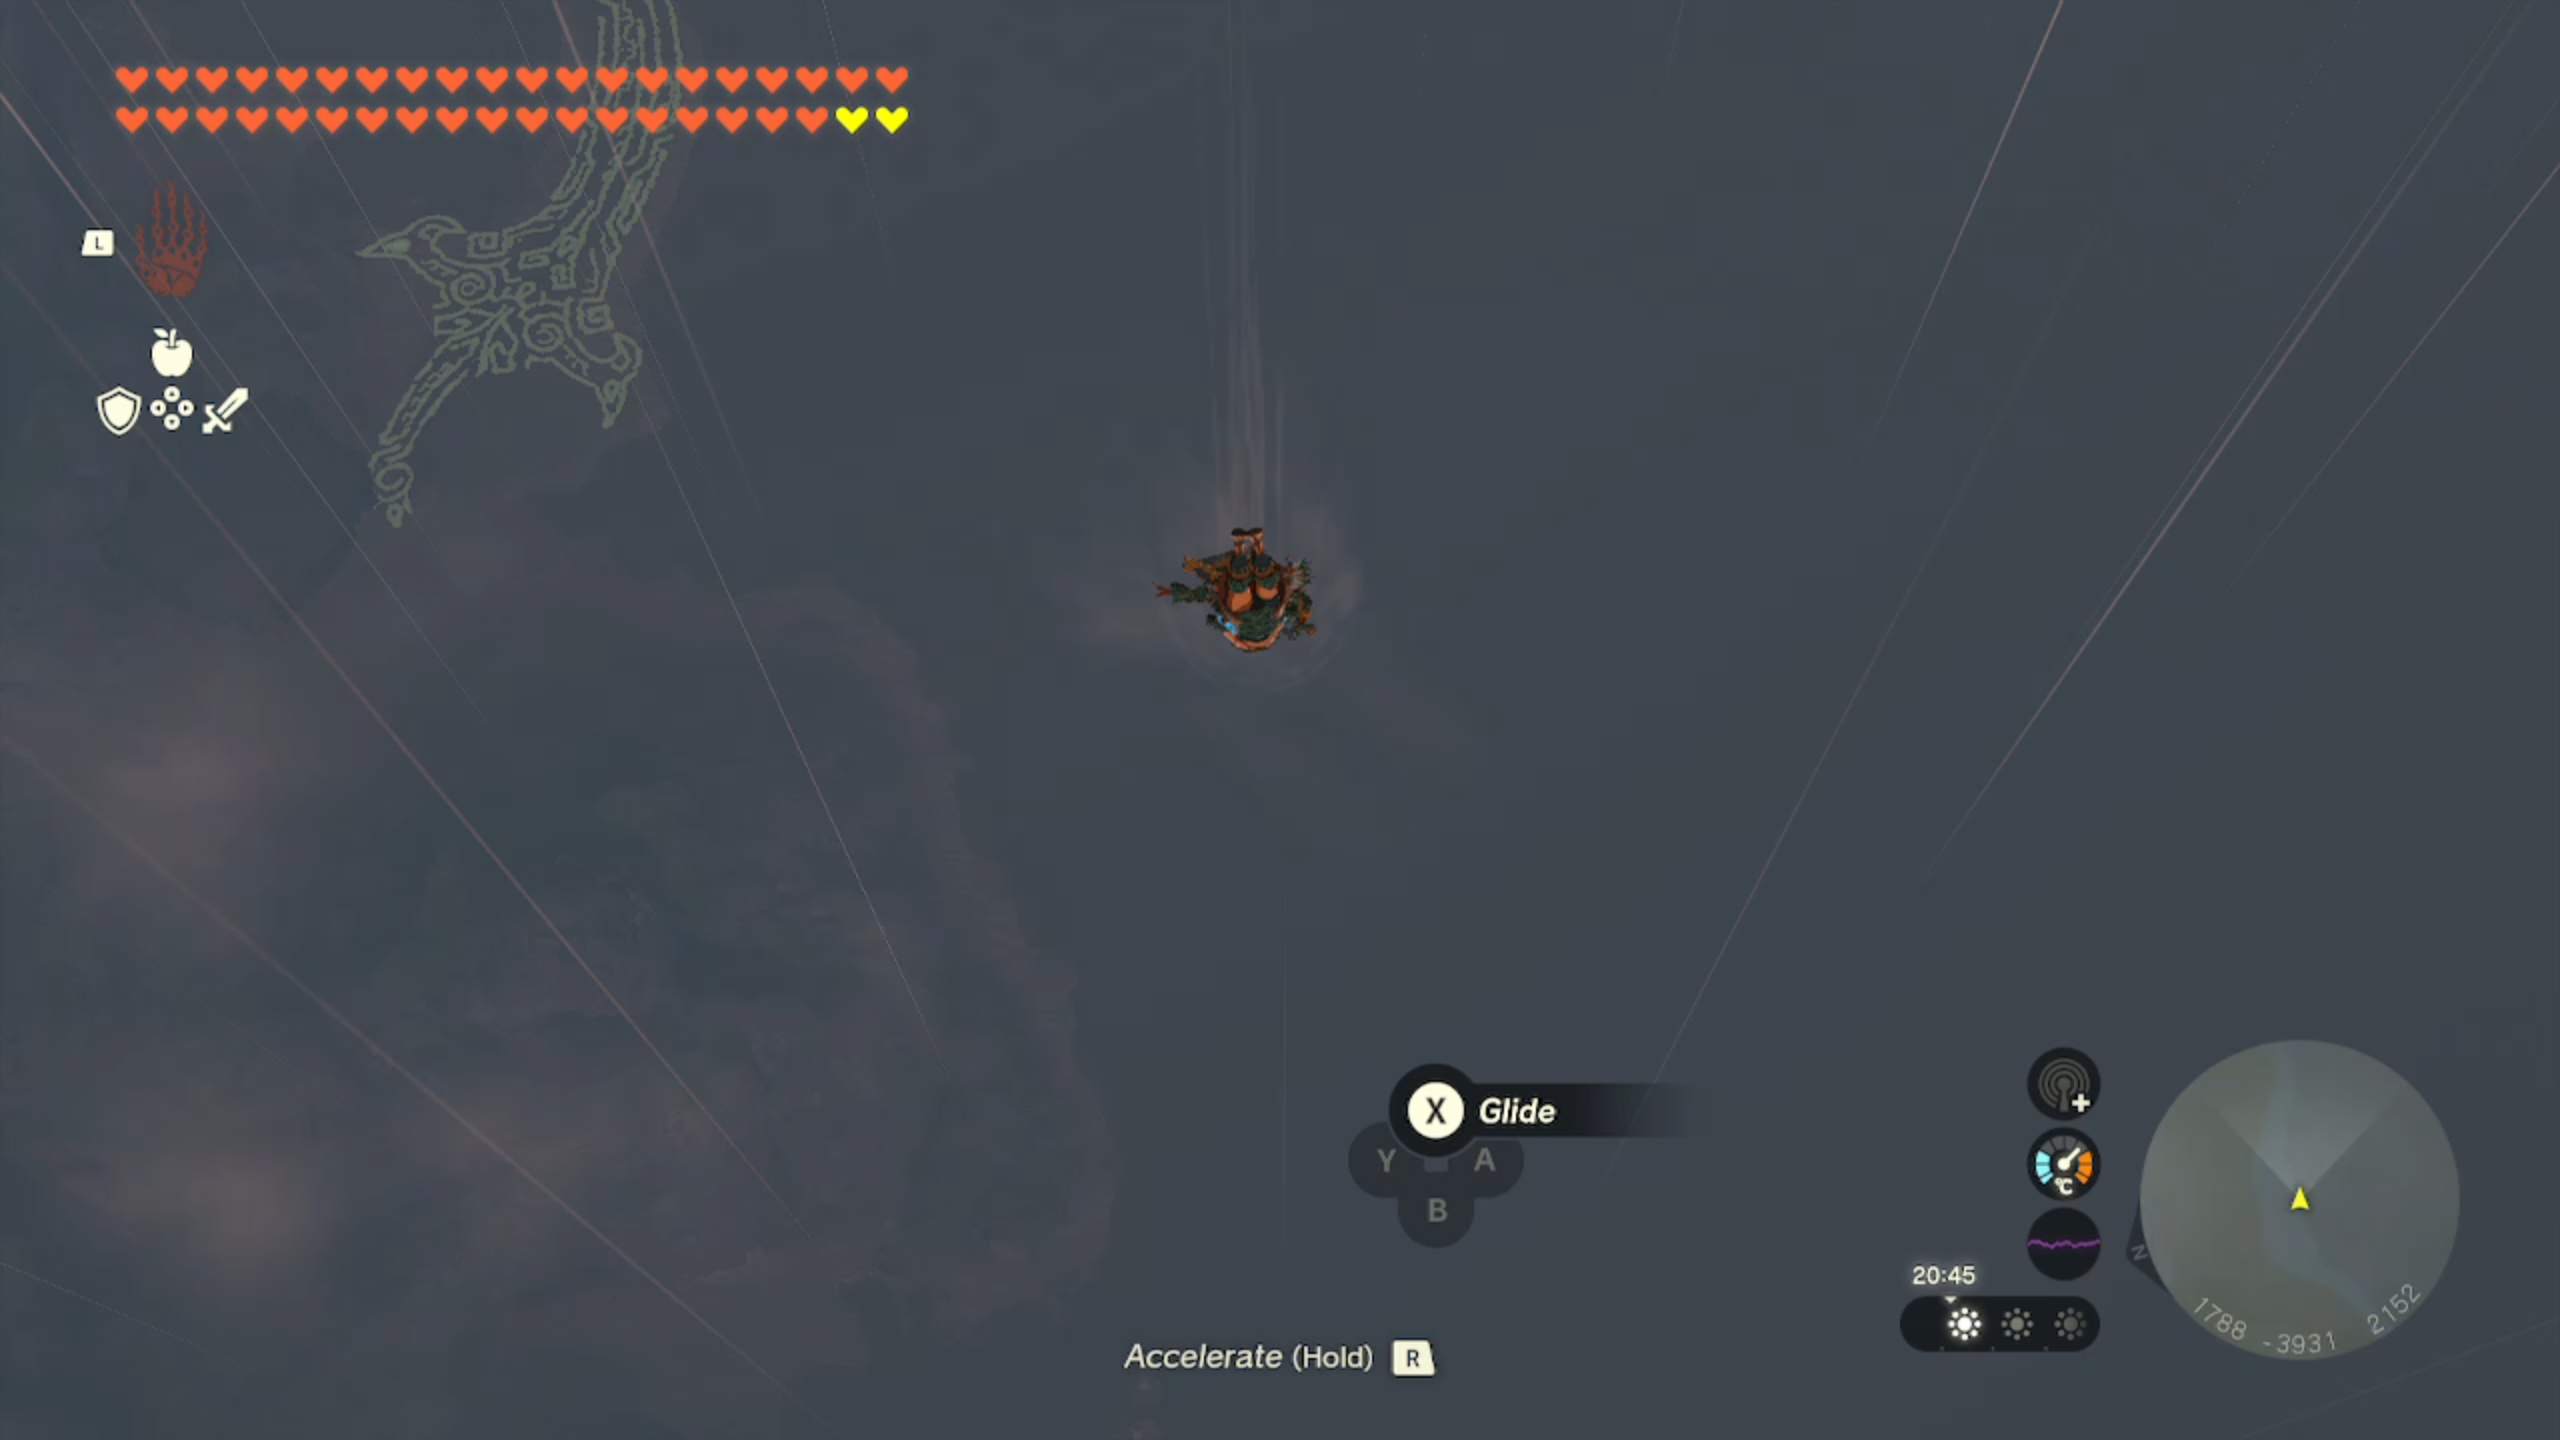 L
X Glide
Y A
B
°C
20:45
N
1788 -3931 2152
Accelerate (Hold) R